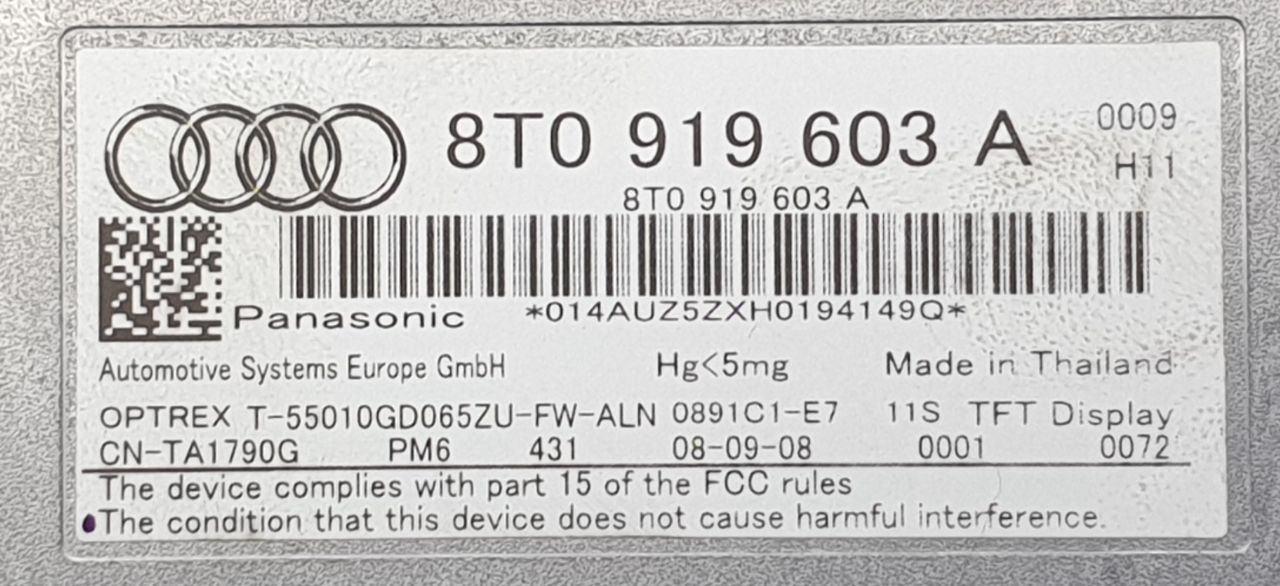 8T0 919 603 A 0009
H11
8T0 919 603 A
Panasonic *014AUZ5ZXH0194149Q*
Automotive Systems Europe GmbH Hg<5mg Made in Thailand
OPTREX T-55010GD065ZU-FW-ALN 0891C1-E7 11S TFT Display
CN-TA1790G PM6 431 08-09-08 0001 0072
The device complies with part 15 of the FCC rules
The condition that this device does not cause harmful interference.